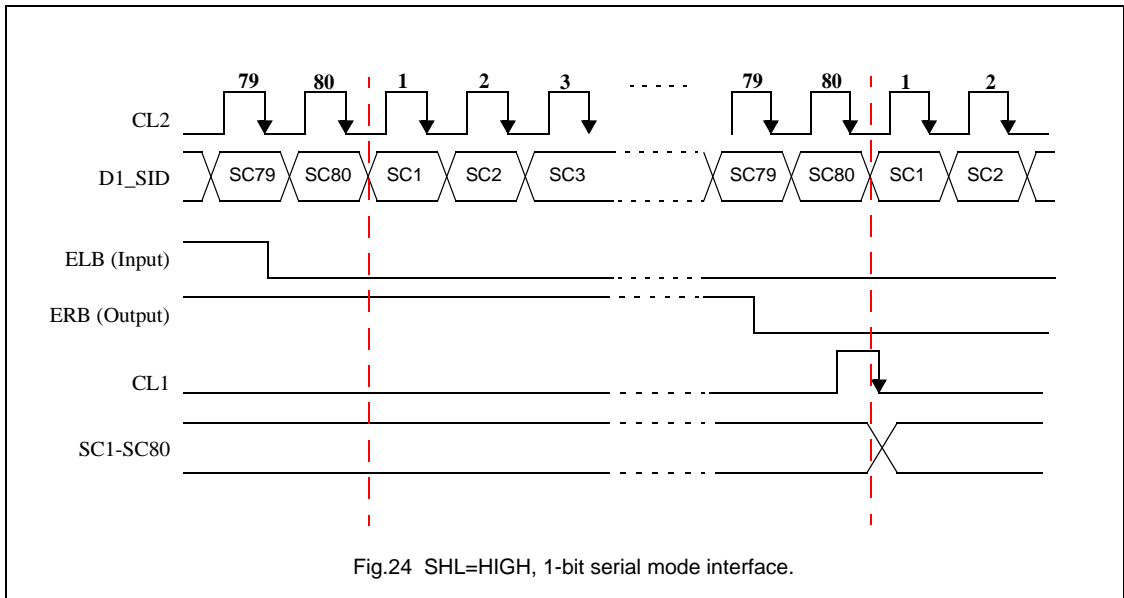 79 80 1 2 3 79 80 1 2
CL2
D1_SID SC79 SC80 SC1 SC2 SC3 SC79 SC80 SC1 SC2
ELB (Input)
ERB (Output)
CL1
SC1-SC80
Fig.24 SHL=HIGH, 1-bit serial mode interface.